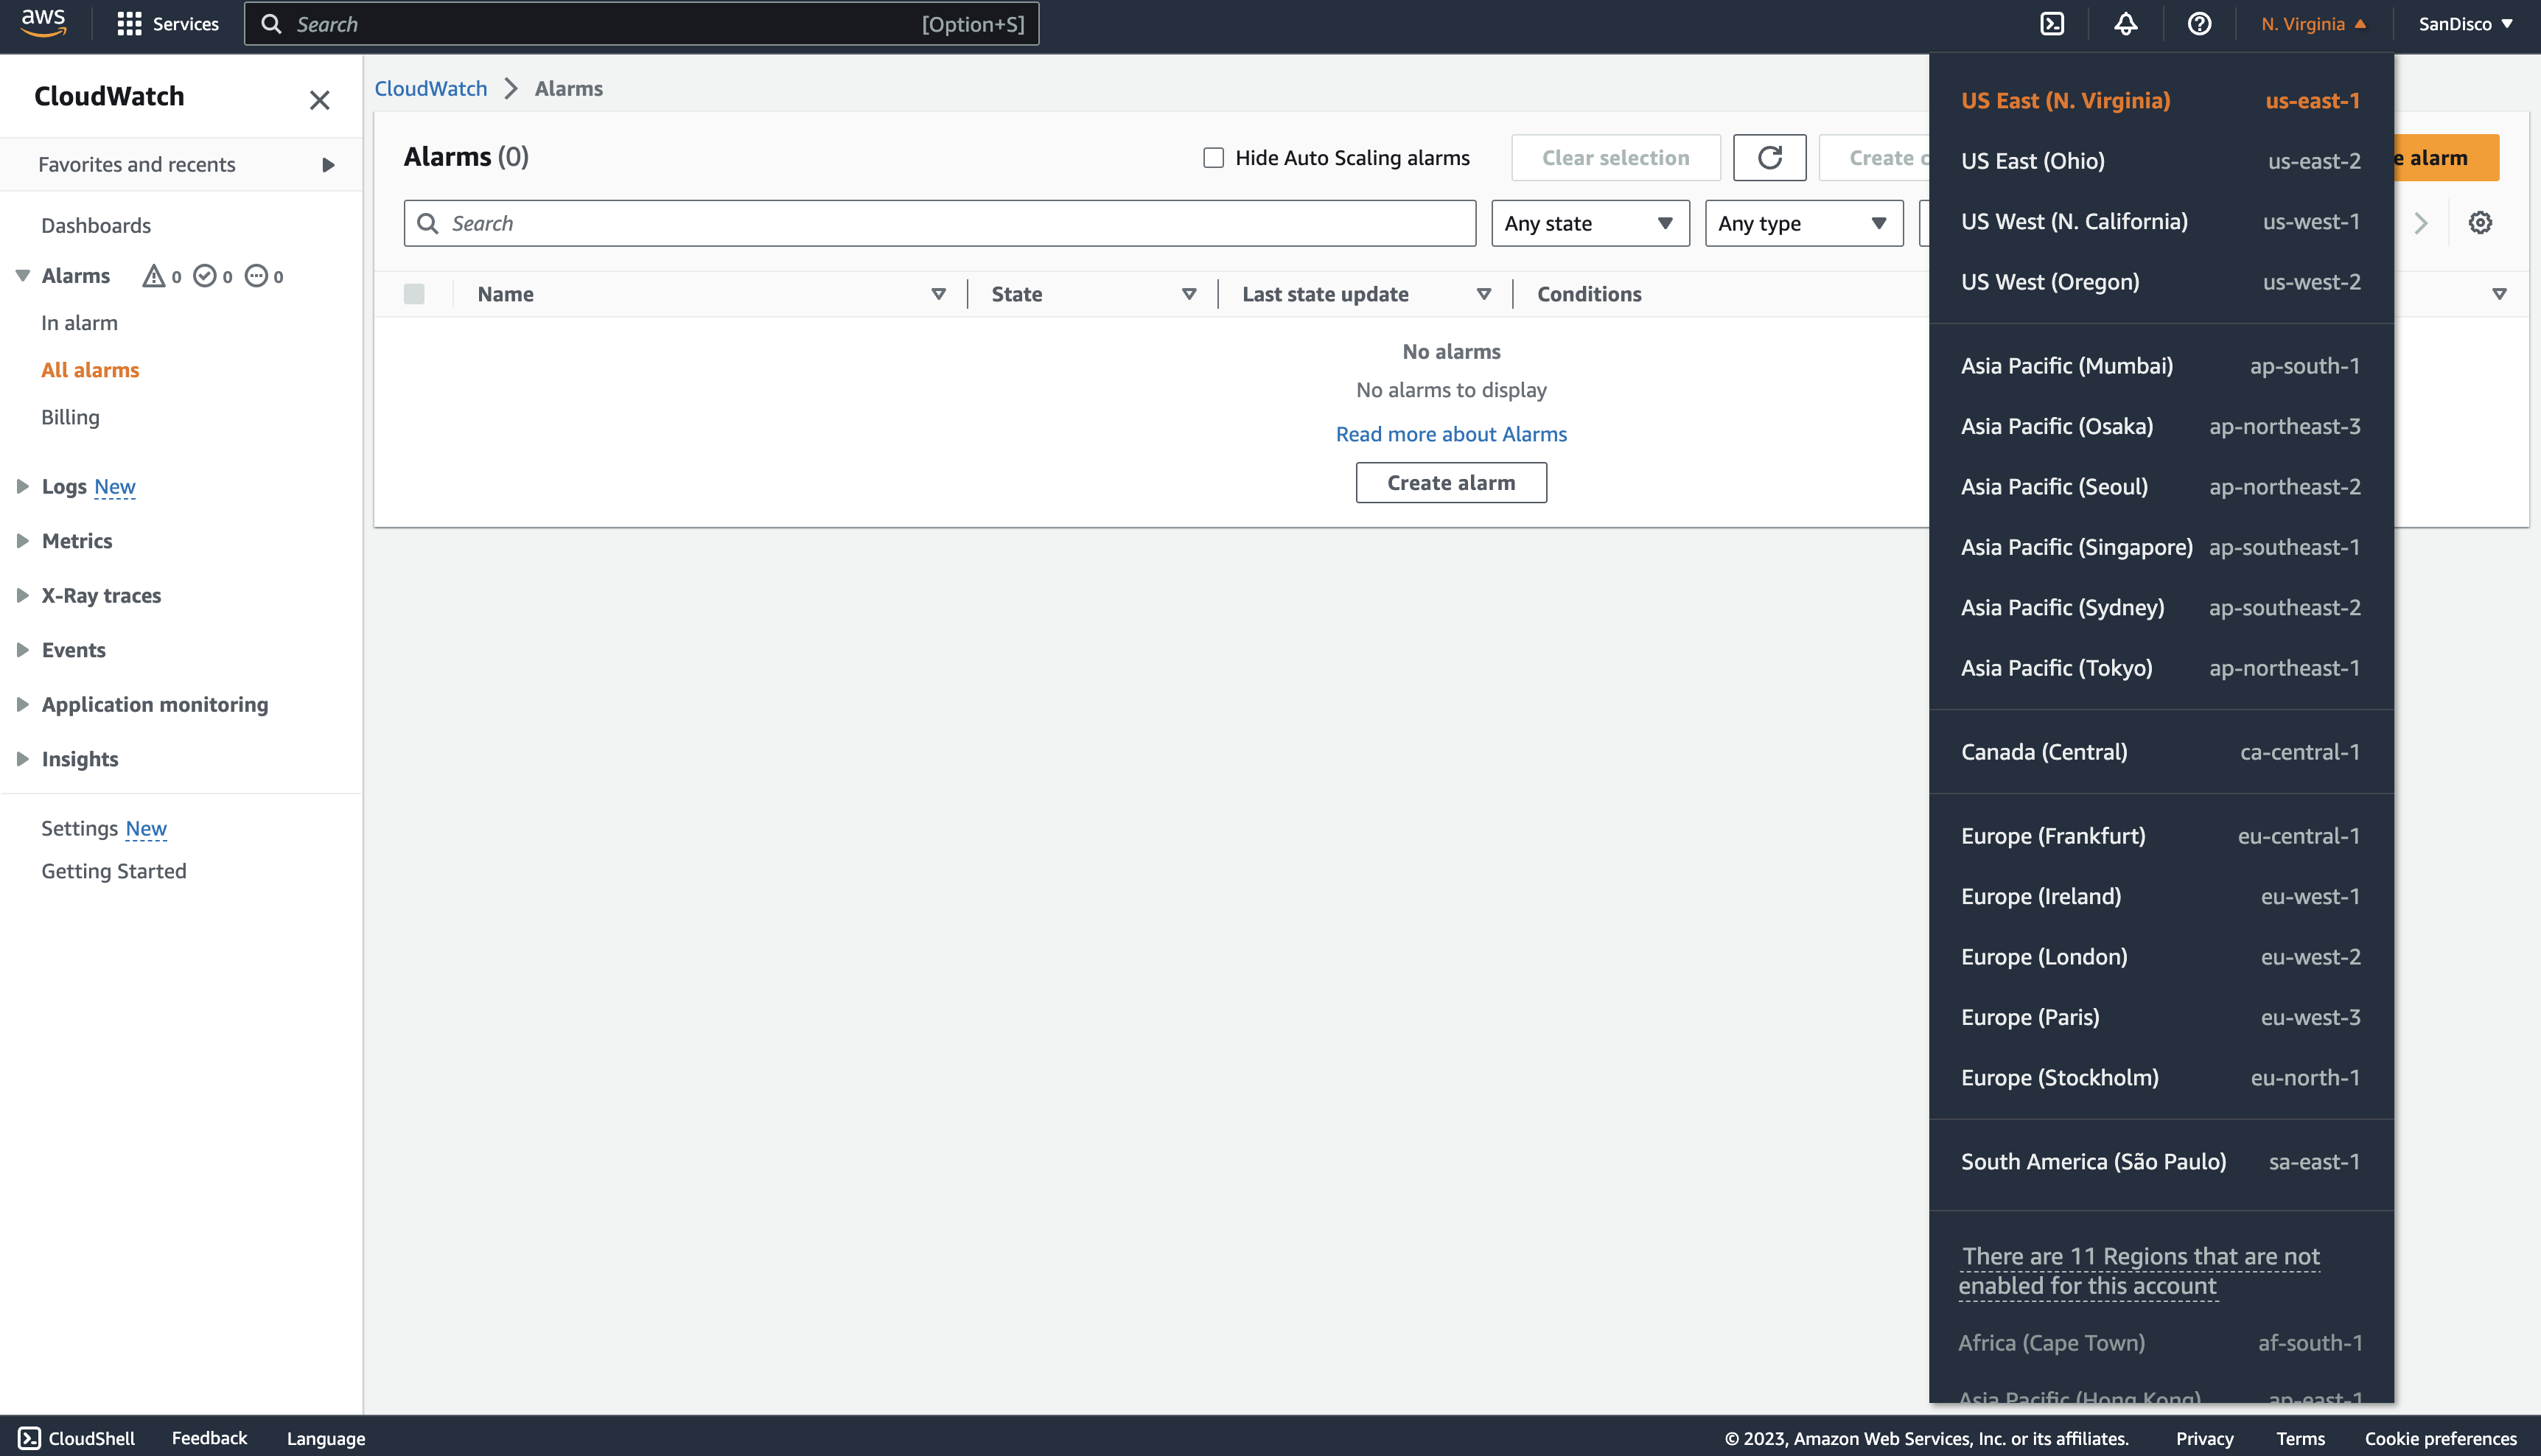 aws
Services
Search [Option+S]
N. Virginia
SanDisco
CloudWatch
Favorites and recents
Dashboards
Alarms 0 0 0
In alarm
All alarms
Billing
Logs New
Metrics
X-Ray traces
Events
Application monitoring
Insights
Settings New
Getting Started
CloudWatch Alarms
Alarms (0)
Hide Auto Scaling alarms
Clear selection
Create c
e alarm
Search
Any state
Any type
Name State Last state update Conditions
No alarms
No alarms to display
Read more about Alarms
Create alarm
US East (N. Virginia) us-east-1
US East (Ohio) us-east-2
US West (N. California) us-west-1
US West (Oregon) us-west-2
Asia Pacific (Mumbai) ap-south-1
Asia Pacific (Osaka) ap-northeast-3
Asia Pacific (Seoul) ap-northeast-2
Asia Pacific (Singapore) ap-southeast-1
Asia Pacific (Sydney) ap-southeast-2
Asia Pacific (Tokyo) ap-northeast-1
Canada (Central) ca-central-1
Europe (Frankfurt) eu-central-1
Europe (Ireland) eu-west-1
Europe (London) eu-west-2
Europe (Paris) eu-west-3
Europe (Stockholm) eu-north-1
South America (São Paulo) sa-east-1
There are 11 Regions that are not
enabled for this account
Africa (Cape Town) af-south-1
Asia Pacific (Hong Kong) ap-east-1
CloudShell Feedback Language
© 2023, Amazon Web Services, Inc. or its affiliates. Privacy Terms Cookie preferences